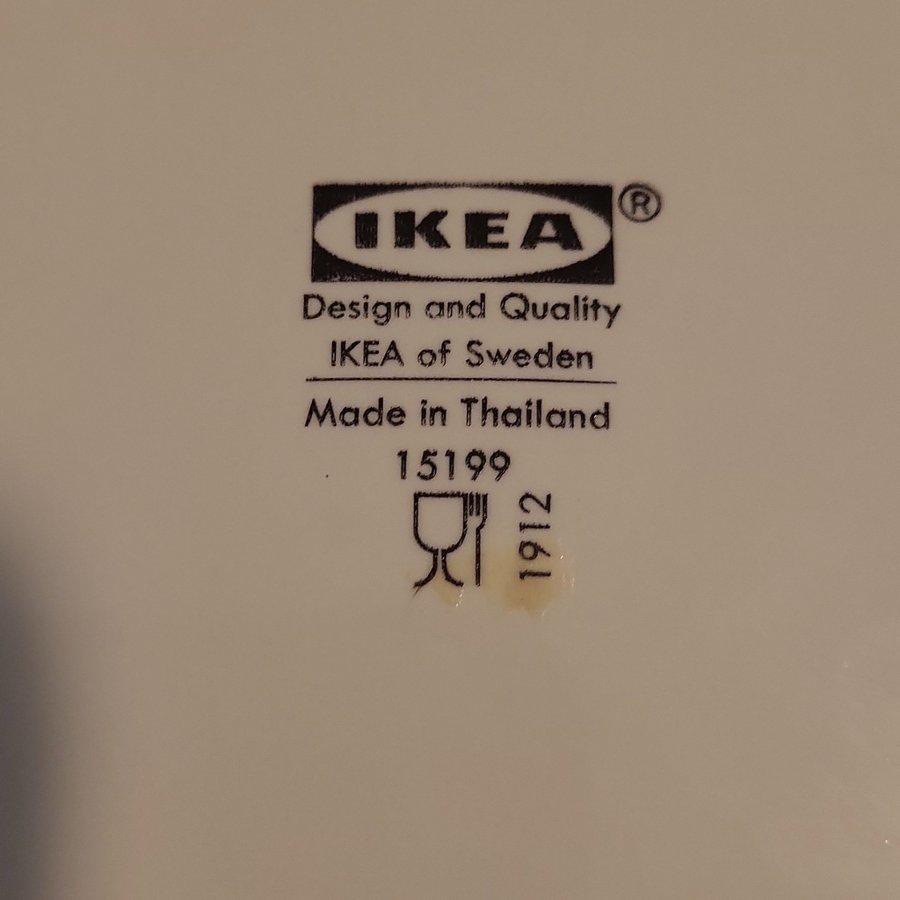 IKEA®
Design and Quality
IKEA of Sweden
Made in Thailand
15199
1912